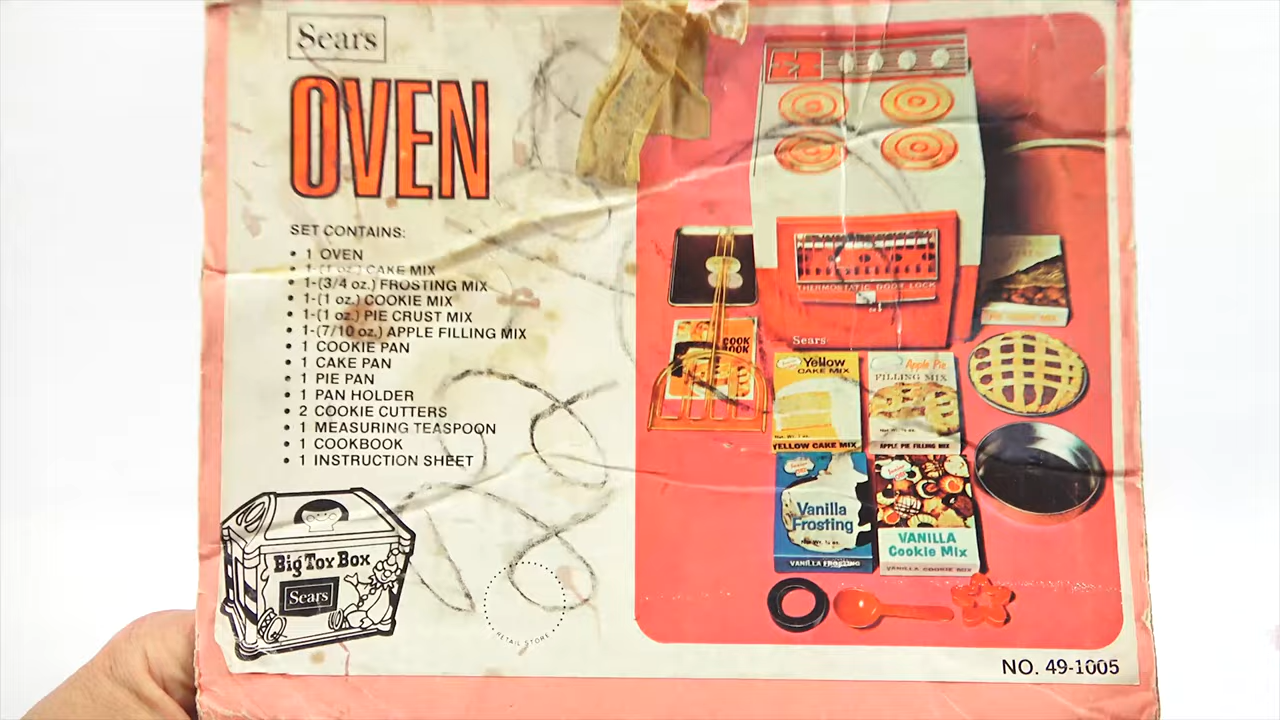 Sears
OVEN
SET CONTAINS:
• 1 OVEN
• 1-(1 oz.) CAKE MIX
• 1-(3/4 oz.) FROSTING MIX
• 1-(1 oz.) COOKIE MIX
• 1-(1 oz.) PIE CRUST MIX
• 1-(7/10 oz.) APPLE FILLING MIX
• 1 COOKIE PAN
• 1 CAKE PAN
• 1 PIE PAN
• 1 PAN HOLDER
• 2 COOKIE CUTTERS
• 1 MEASURING TEASPOON
• 1 COOKBOOK
• 1 INSTRUCTION SHEET
Big Toy Box
Sears
RETAIL STORE
THERMOSTATIC DOOR LOCK
Sears
COOK
BOOK
Yellow
CAKE MIX
YELLOW CAKE MIX
Apple Pie
FILLING MIX
APPLE PIE FILLING MIX
Vanilla
Frosting
VANILLA FROSTING
VANILLA
Cookie Mix
VANILLA COOKIE MIX
NO. 49-1005